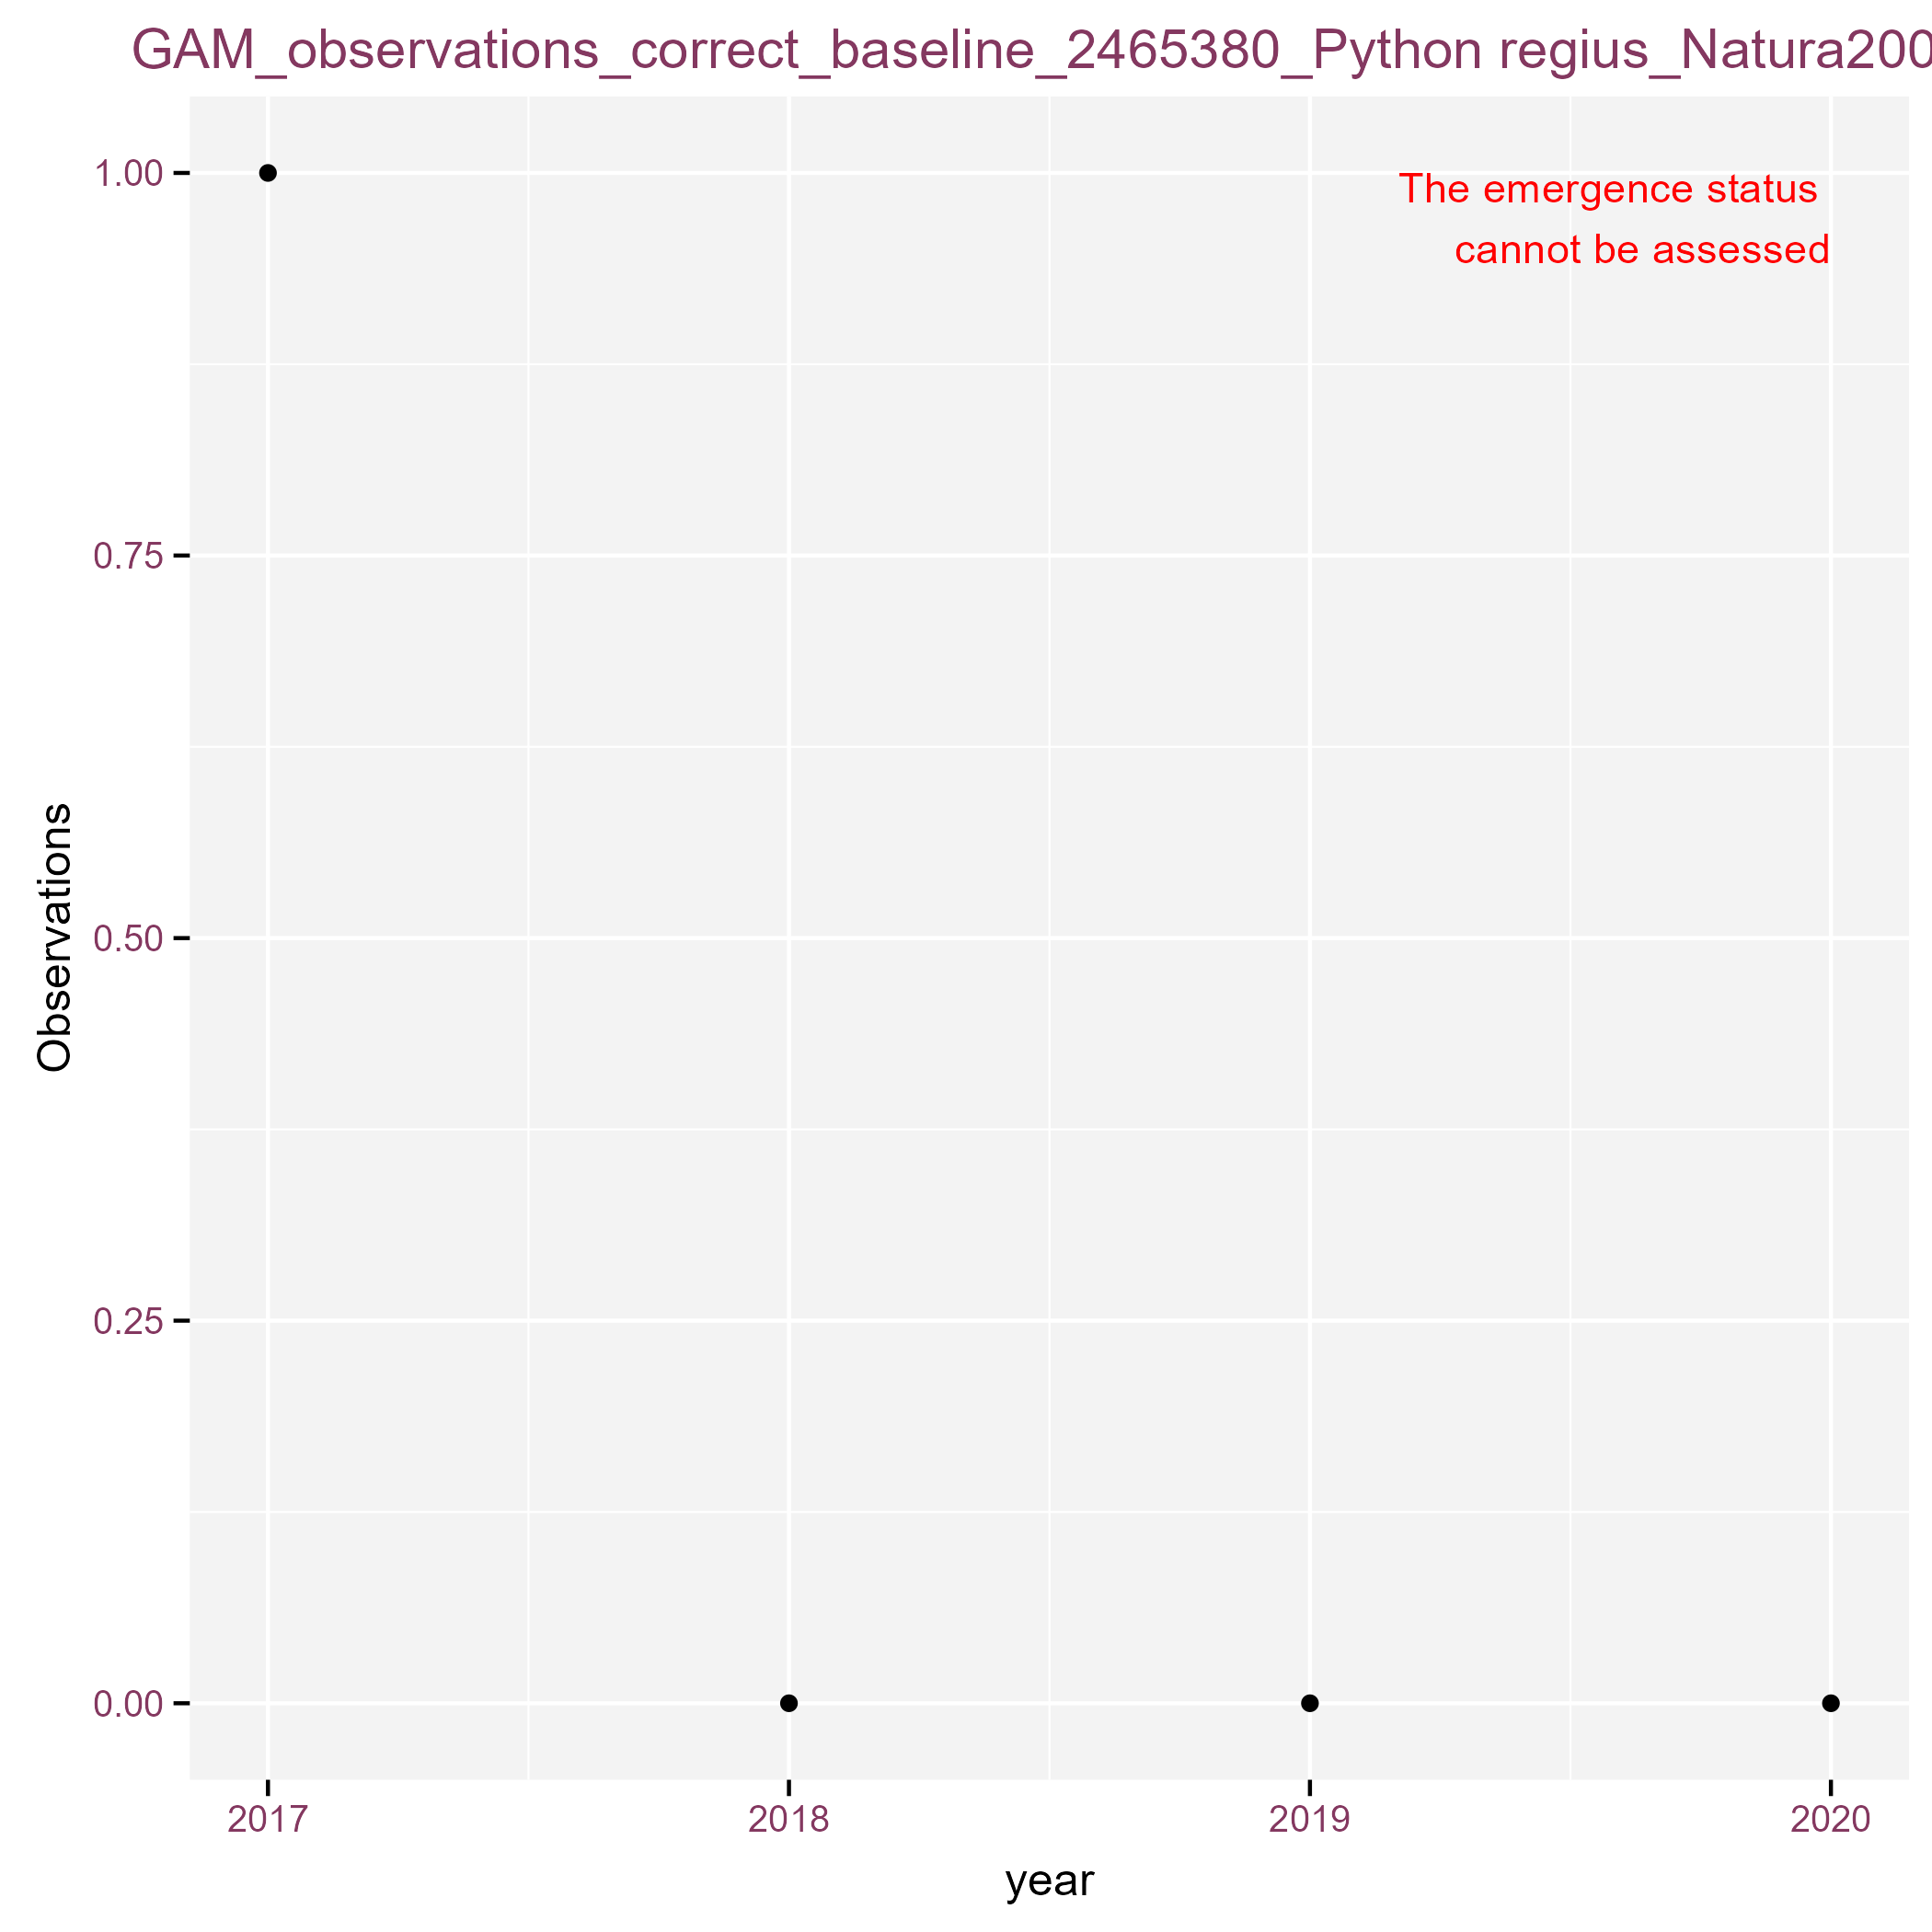 GAM_observations_correct_baseline_2465380_Python regius_Natura200
1.00
The emergence status
cannot be assessed
0.75
Observations
0.50
0.25
0.00
2017 2018 2019 2020
year